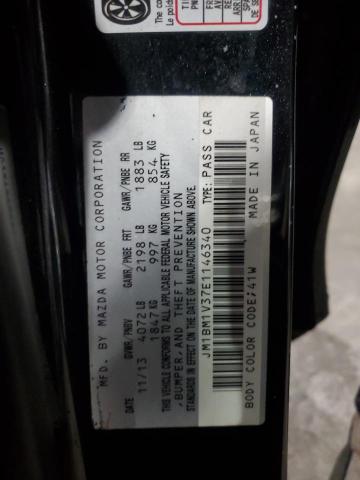 MFD. BY MAZDA MOTOR CORPORATION
DATE GVWR/PNBV GAWR/PNBE FRT GAWR/PNBE RR
11/13 4072 LB 2198 LB 1883 LB
1847 KG 997 KG 854 KG
THIS VEHICLE CONFORMS TO ALL APPLICABLE FEDERAL MOTOR VEHICLE SAFETY
, BUMPER, AND THEFT PREVENTION
STANDARDS IN EFFECT ON THE DATE OF MANUFACTURE SHOWN ABOVE.
JM1BM1V37E1146340 TYPE: PASS CAR
BODY COLOR CODE:41W MADE IN JAPAN